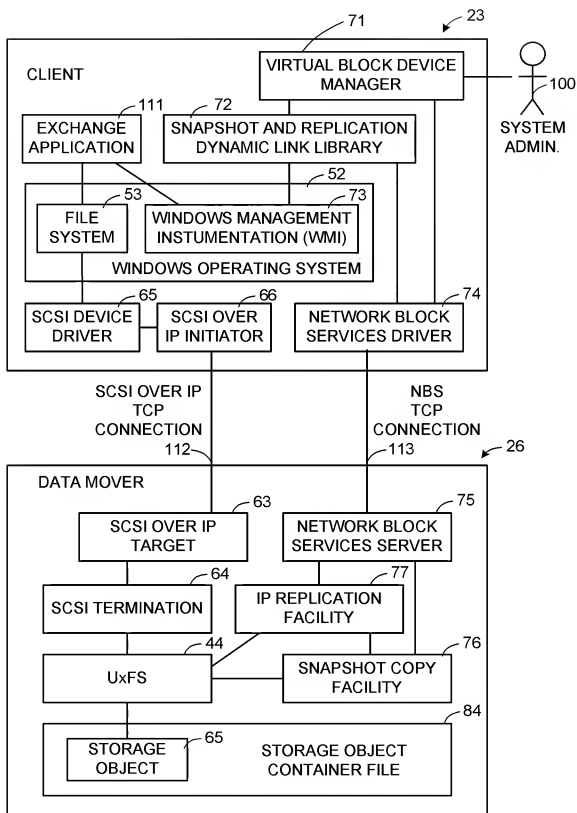 71
23
CLIENT
VIRTUAL BLOCK DEVICE
MANAGER
100
SYSTEM
ADMIN.
111
72
EXCHANGE
APPLICATION
SNAPSHOT AND REPLICATION
DYNAMIC LINK LIBRARY
52
53
73
FILE
SYSTEM
WINDOWS MANAGEMENT
INSTUMENTATION (WMI)
WINDOWS OPERATING SYSTEM
65
66
74
SCSI DEVICE
DRIVER
SCSI OVER
IP INITIATOR
NETWORK BLOCK
SERVICES DRIVER
SCSI OVER IP
TCP
CONNECTION
NBS
TCP
CONNECTION
112
113
26
DATA MOVER
63
75
SCSI OVER IP
TARGET
NETWORK BLOCK
SERVICES SERVER
64
77
SCSI TERMINATION
IP REPLICATION
FACILITY
44
76
UxFS
SNAPSHOT COPY
FACILITY
84
65
STORAGE
OBJECT
STORAGE OBJECT
CONTAINER FILE